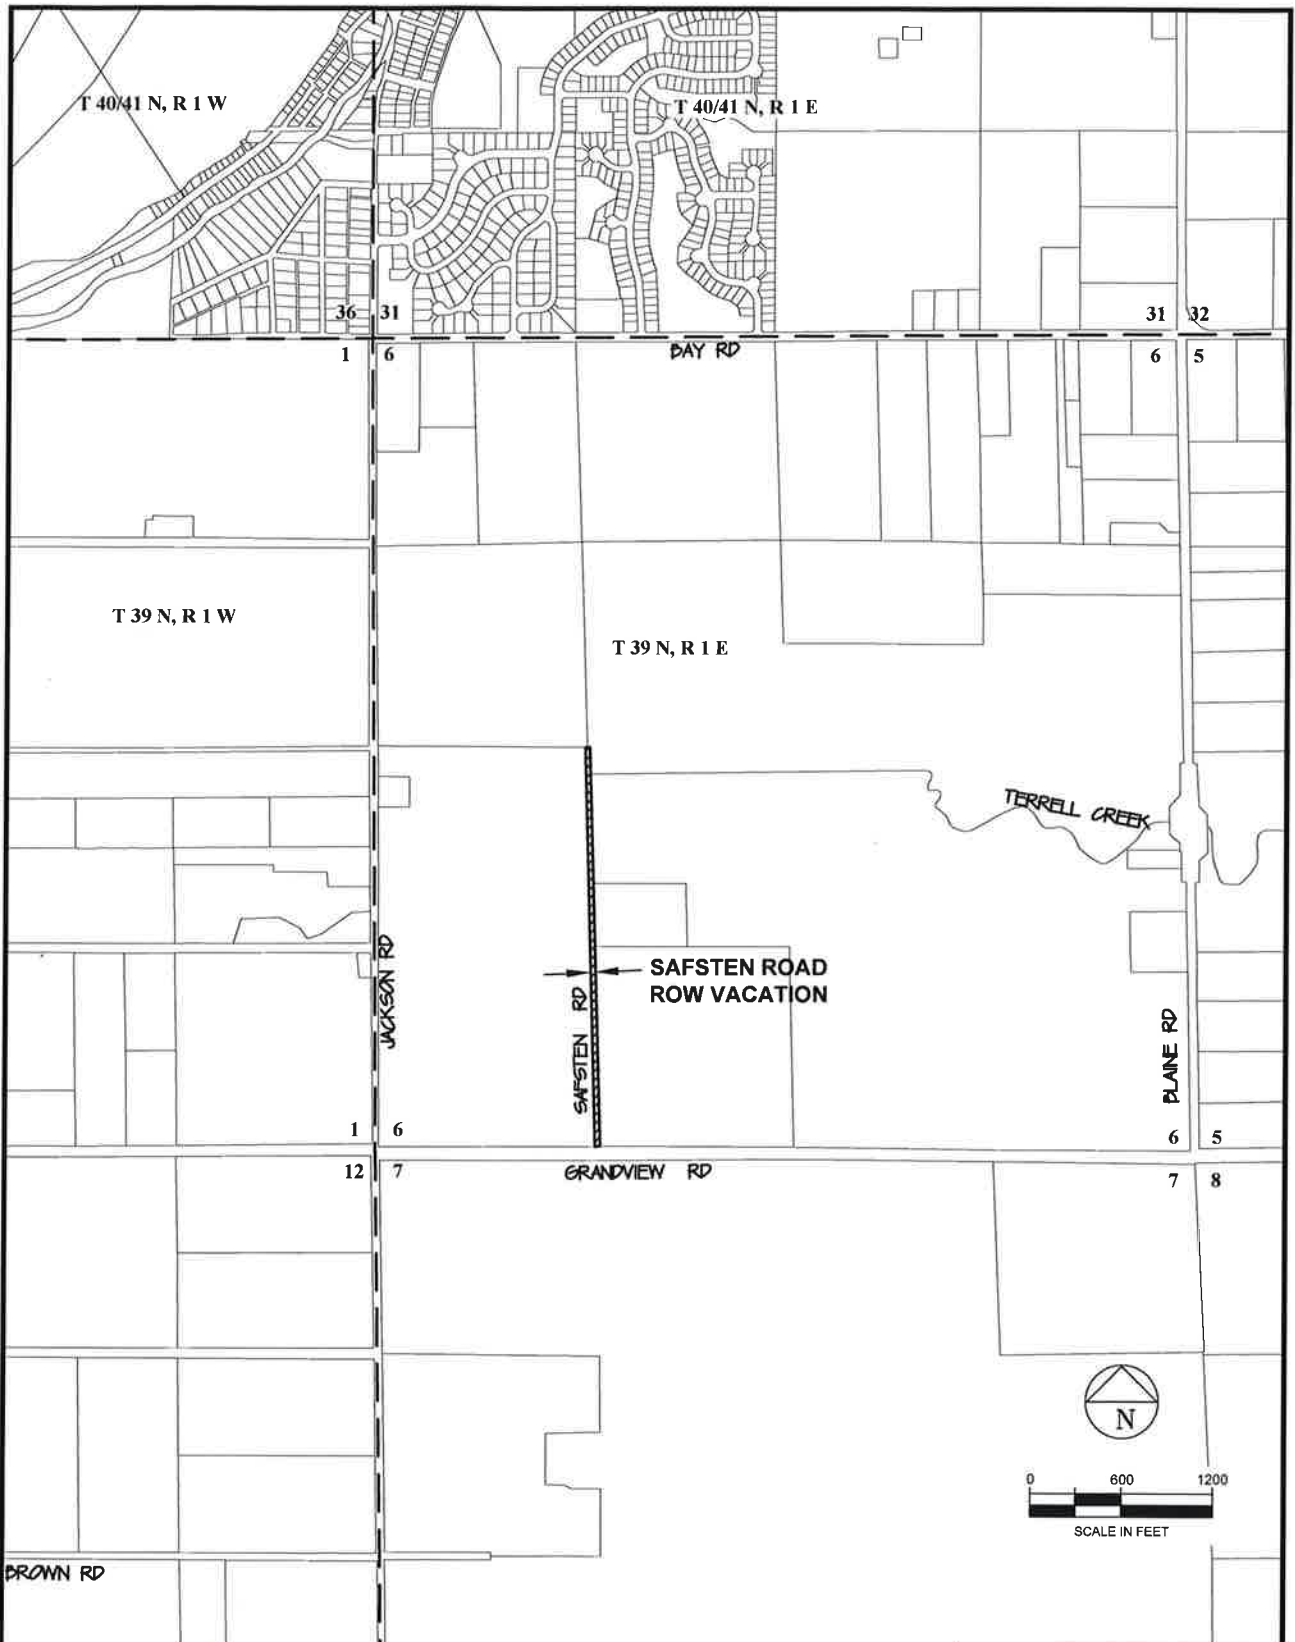 T 40/41 N, R 1 W
T 40/41 N, R 1 E
36 31
31 32
1 6
BAY RD
6 5
T 39 N, R 1 W
T 39 N, R 1 E
TERRELL CREEK
JACKSON RD
SAFSTEN ROAD
ROW VACATION
SAFSTEN RD
BLAINE RD
1 6
6 5
12 7
GRANDVIEW RD
7 8
N
0 600 1200
SCALE IN FEET
BROWN RD